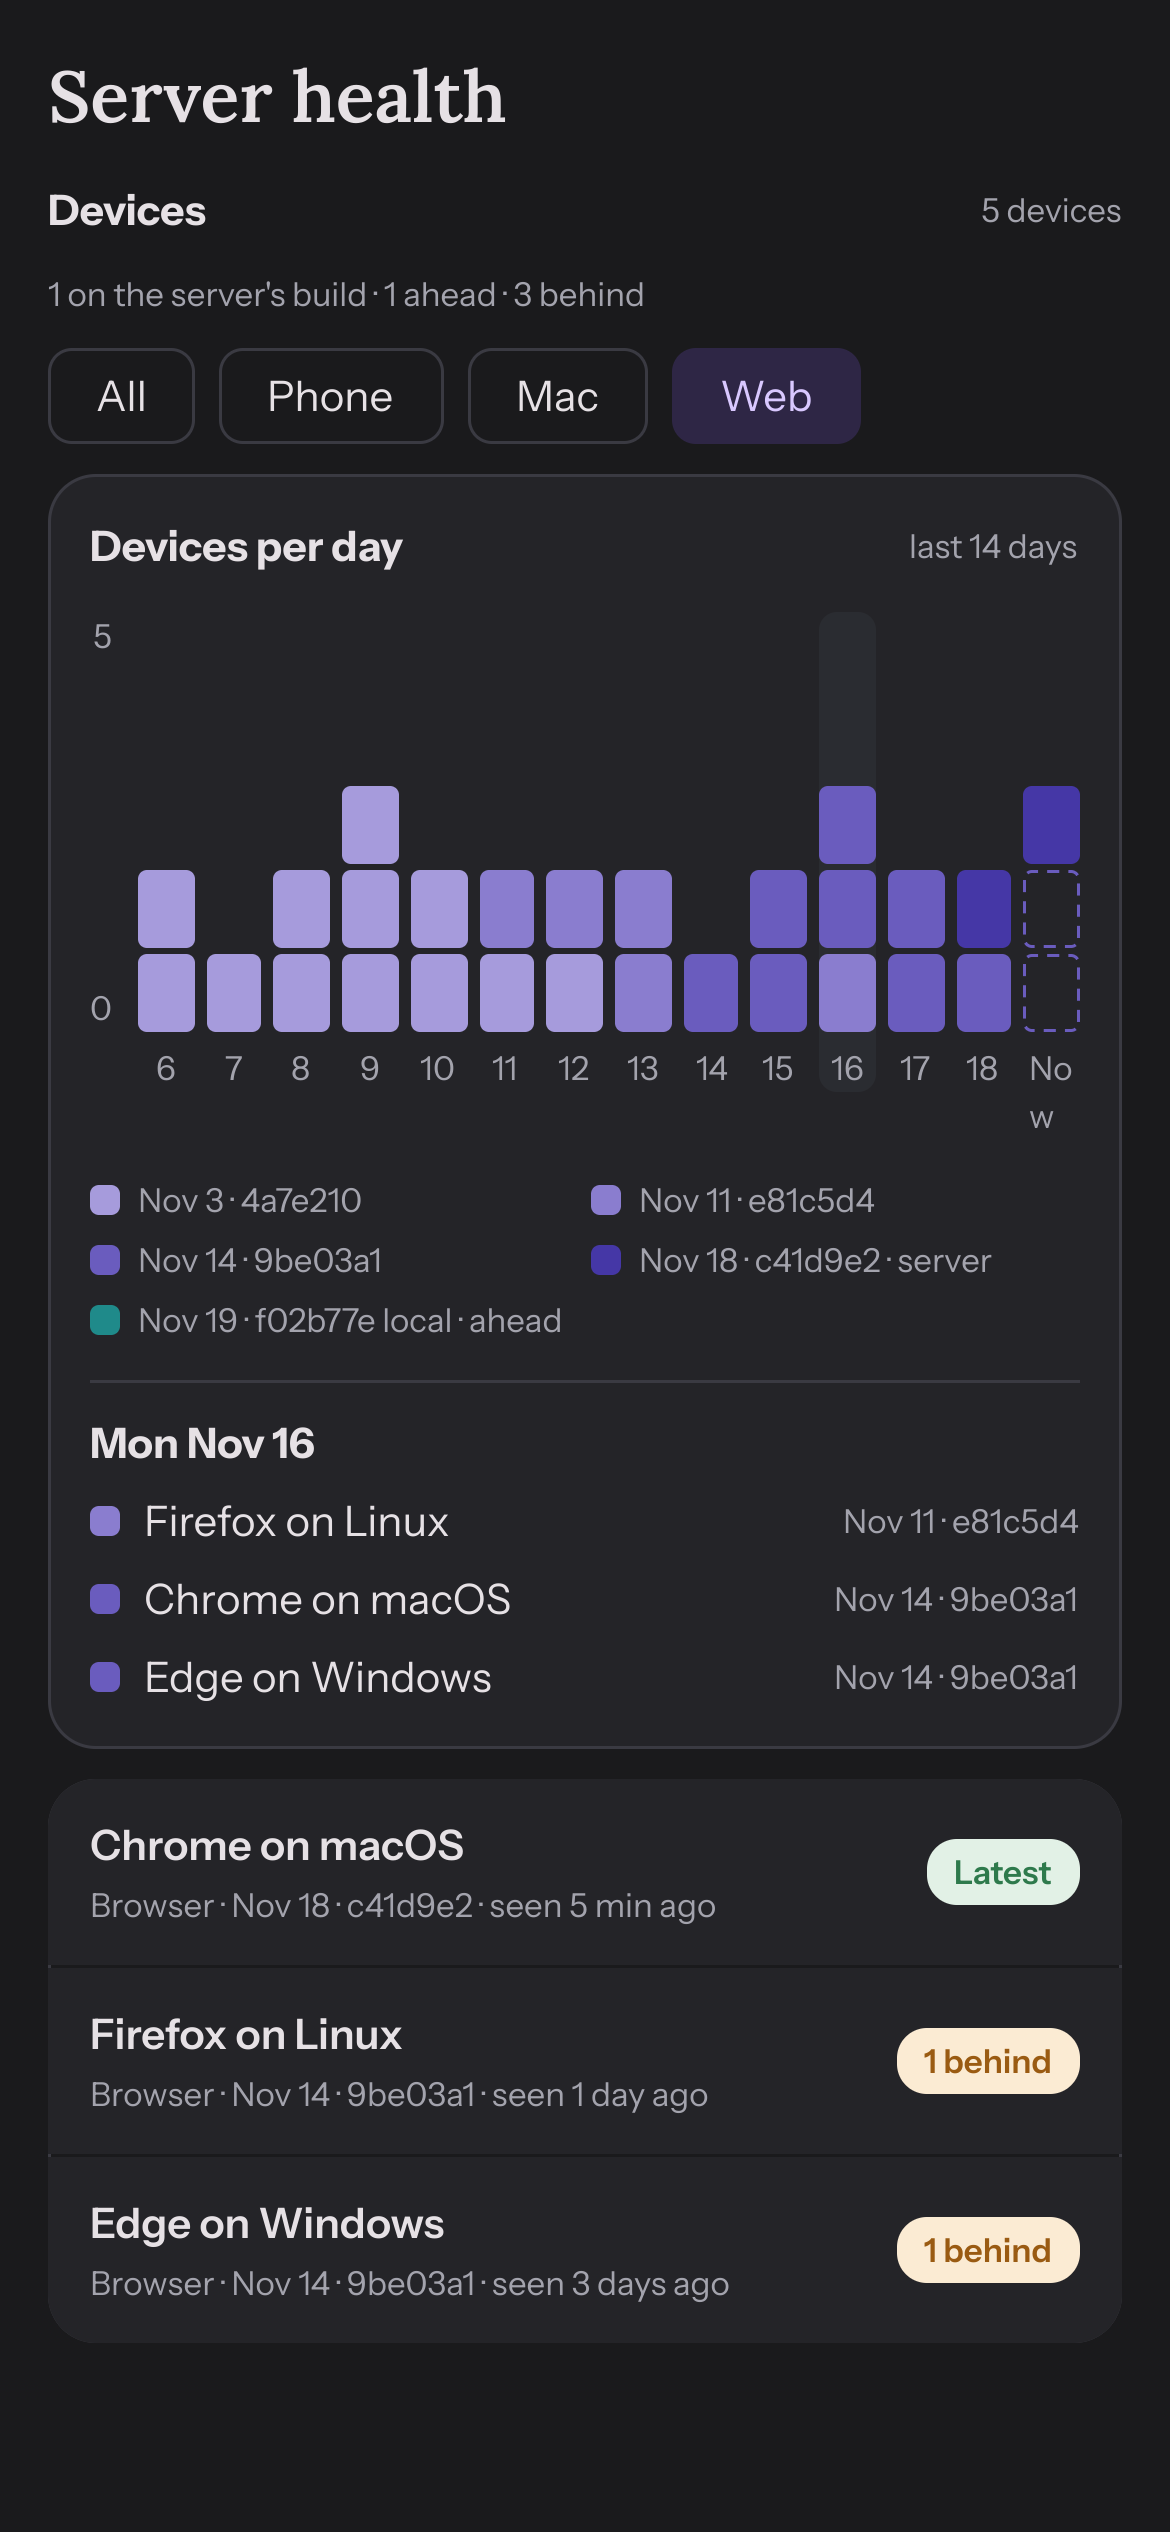 Server health
Devices
5 devices
1 on the server's build · 1 ahead · 3 behind
All
Phone
Mac
Web
Devices per day
last 14 days
5
0
6 7 8 9 10 11 12 13 14 15 16 17 18 No
w
Nov 3 · 4a7e210
Nov 11 · e81c5d4
Nov 14 · 9be03a1
Nov 18 · c41d9e2 · server
Nov 19 · f02b77e local · ahead
Mon Nov 16
Firefox on Linux
Nov 11 · e81c5d4
Chrome on macOS
Nov 14 · 9be03a1
Edge on Windows
Nov 14 · 9be03a1
Chrome on macOS
Browser · Nov 18 · c41d9e2 · seen 5 min ago
Latest
Firefox on Linux
Browser · Nov 14 · 9be03a1 · seen 1 day ago
1 behind
Edge on Windows
Browser · Nov 14 · 9be03a1 · seen 3 days ago
1 behind